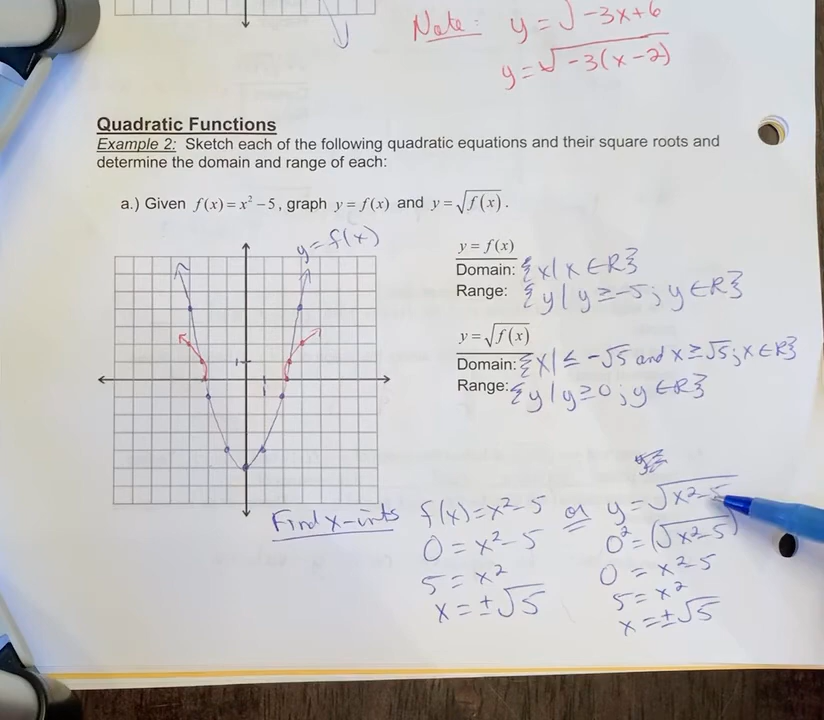 Note: y = √-3x+6
y = √-3(x-2)
Quadratic Functions
Example 2: Sketch each of the following quadratic equations and their square roots and
determine the domain and range of each:
a.) Given f(x) = x² − 5, graph y = f(x) and y = √f(x).
y = f(x)
y = f(x)
Domain: {x | x ∈ R}
Range: {y | y ≥ -5; y ∈ R}
y = √f(x)
Domain: {x | ≤ -√5 and x ≥ √5; x ∈ R}
Range: {y | y ≥ 0; y ∈ R}
1
1
Find x-ints f(x) = x² - 5 or y = √x² - 5
0 = x² - 5 0² = (√x² - 5)
5 = x² 0 = x² - 5
x = ±√5 5 = x²
x = ±√5